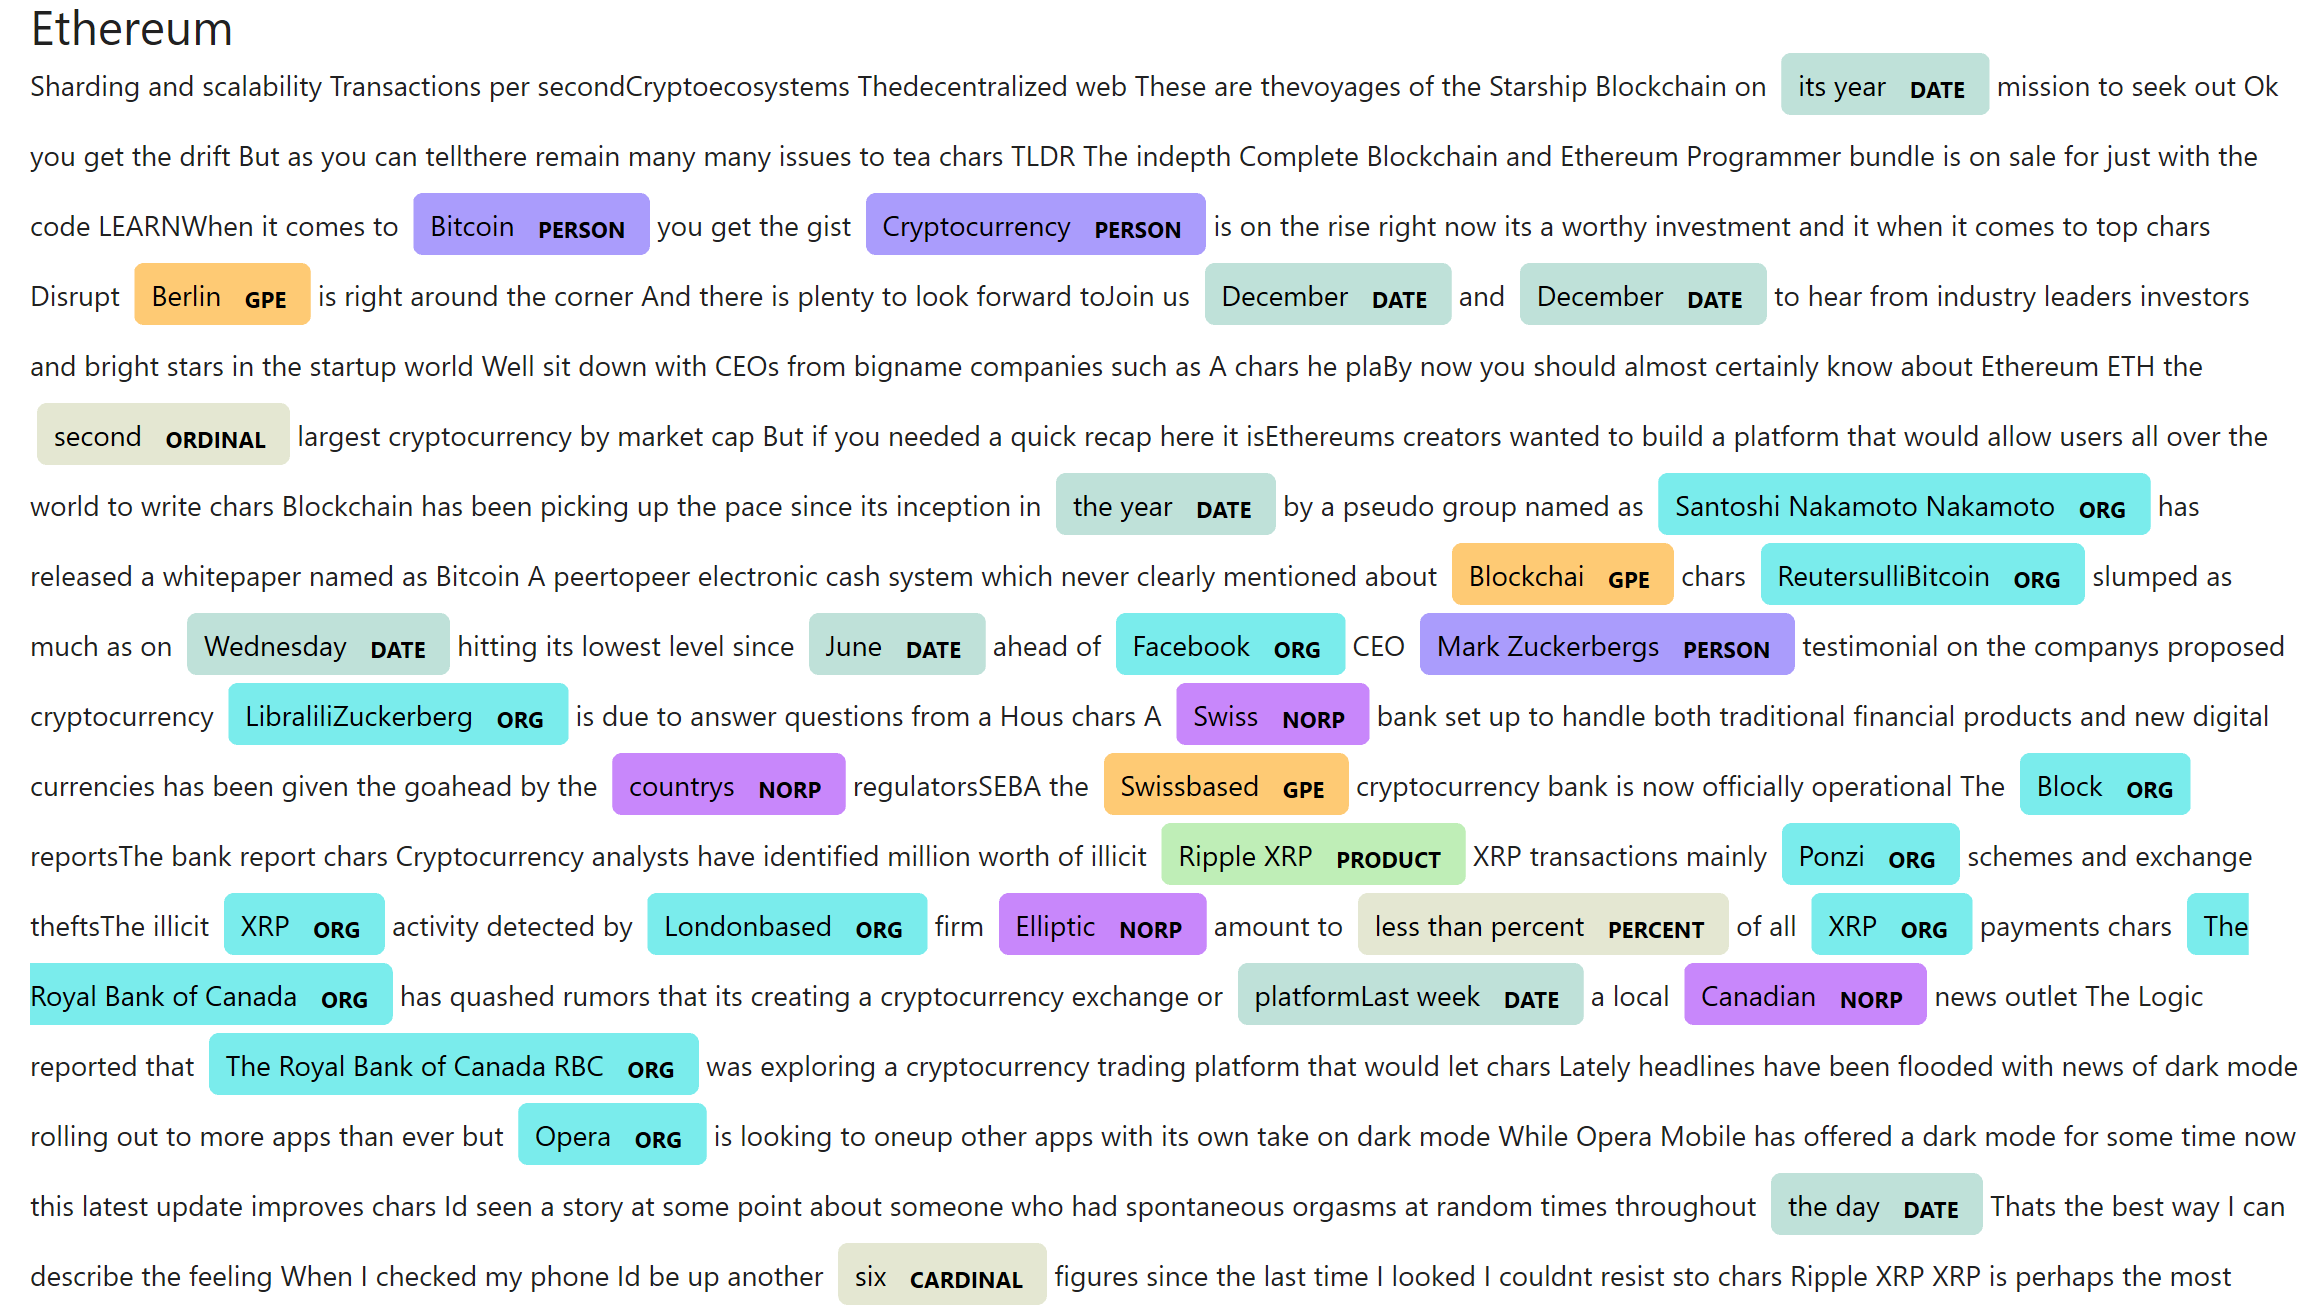 Ethereum
Sharding and scalability Transactions per secondCryptoecosystems Thedecentralized web These are thevoyages of the Starship Blockchain on its year DATE mission to seek out Ok
you get the drift But as you can tellthere remain many many issues to tea chars TLDR The indepth Complete Blockchain and Ethereum Programmer bundle is on sale for just with the
code LEARNWhen it comes to Bitcoin PERSON you get the gist Cryptocurrency PERSON is on the rise right now its a worthy investment and it when it comes to top chars
Disrupt Berlin GPE is right around the corner And there is plenty to look forward toJoin us December DATE and December DATE to hear from industry leaders investors
and bright stars in the startup world Well sit down with CEOs from bigname companies such as A chars he plaBy now you should almost certainly know about Ethereum ETH the
second ORDINAL largest cryptocurrency by market cap But if you needed a quick recap here it isEthereums creators wanted to build a platform that would allow users all over the
world to write chars Blockchain has been picking up the pace since its inception in the year DATE by a pseudo group named as Santoshi Nakamoto Nakamoto ORG has
released a whitepaper named as Bitcoin A peertopeer electronic cash system which never clearly mentioned about Blockchai GPE chars ReutersulliBitcoin ORG slumped as
much as on Wednesday DATE hitting its lowest level since June DATE ahead of Facebook ORG CEO Mark Zuckerbergs PERSON testimonial on the companys proposed
cryptocurrency LibraliliZuckerberg ORG is due to answer questions from a Hous chars A Swiss NORP bank set up to handle both traditional financial products and new digital
currencies has been given the goahead by the countrys NORP regulatorsSEBA the Swissbased GPE cryptocurrency bank is now officially operational The Block ORG
reportsThe bank report chars Cryptocurrency analysts have identified million worth of illicit Ripple XRP PRODUCT XRP transactions mainly Ponzi ORG schemes and exchange
theftsThe illicit XRP ORG activity detected by Londonbased ORG firm Elliptic NORP amount to less than percent PERCENT of all XRP ORG payments chars The
Royal Bank of Canada ORG has quashed rumors that its creating a cryptocurrency exchange or platformLast week DATE a local Canadian NORP news outlet The Logic
reported that The Royal Bank of Canada RBC ORG was exploring a cryptocurrency trading platform that would let chars Lately headlines have been flooded with news of dark mode
rolling out to more apps than ever but Opera ORG is looking to oneup other apps with its own take on dark mode While Opera Mobile has offered a dark mode for some time now
this latest update improves chars Id seen a story at some point about someone who had spontaneous orgasms at random times throughout the day DATE Thats the best way I can
describe the feeling When I checked my phone Id be up another six CARDINAL figures since the last time I looked I couldnt resist sto chars Ripple XRP XRP is perhaps the most